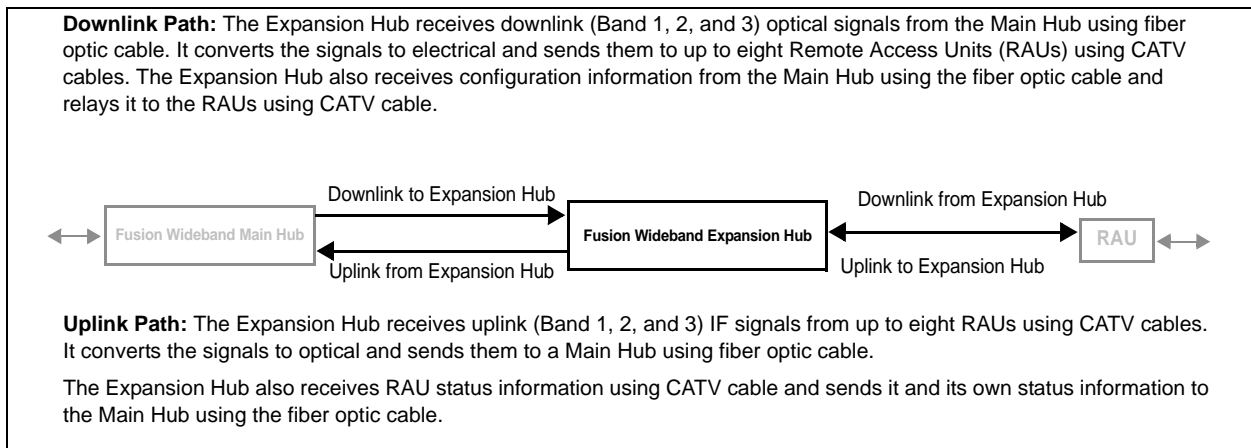 Downlink Path: The Expansion Hub receives downlink (Band 1, 2, and 3) optical signals from the Main Hub using fiber
optic cable. It converts the signals to electrical and sends them to up to eight Remote Access Units (RAUs) using CATV
cables. The Expansion Hub also receives configuration information from the Main Hub using the fiber optic cable and
relays it to the RAUs using CATV cable.
Downlink to Expansion Hub
Downlink from Expansion Hub
Fusion Wideband Main Hub
Fusion Wideband Expansion Hub
RAU
Uplink from Expansion Hub
Uplink to Expansion Hub
Uplink Path: The Expansion Hub receives uplink (Band 1, 2, and 3) IF signals from up to eight RAUs using CATV cables.
It converts the signals to optical and sends them to a Main Hub using fiber optic cable.
The Expansion Hub also receives RAU status information using CATV cable and sends it and its own status information to
the Main Hub using the fiber optic cable.